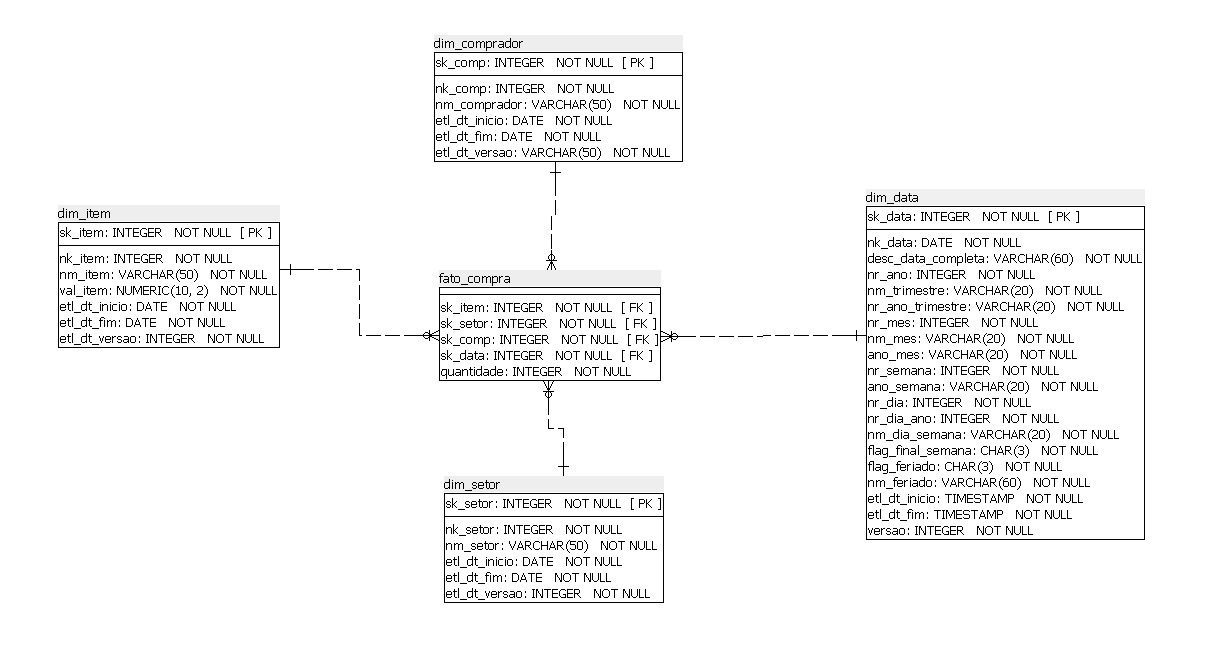 dim_comprador
sk_comp: INTEGER NOT NULL [ PK ]
nk_comp: INTEGER NOT NULL
nm_comprador: VARCHAR(50) NOT NULL
etl_dt_inicio: DATE NOT NULL
etl_dt_fim: DATE NOT NULL
etl_dt_versao: VARCHAR(50) NOT NULL
dim_item
sk_item: INTEGER NOT NULL [ PK ]
nk_item: INTEGER NOT NULL
nm_item: VARCHAR(50) NOT NULL
val_item: NUMERIC(10, 2) NOT NULL
etl_dt_inicio: DATE NOT NULL
etl_dt_fim: DATE NOT NULL
etl_dt_versao: INTEGER NOT NULL
fato_compra
sk_item: INTEGER NOT NULL [ FK ]
sk_setor: INTEGER NOT NULL [ FK ]
sk_comp: INTEGER NOT NULL [ FK ]
sk_data: INTEGER NOT NULL [ FK ]
quantidade: INTEGER NOT NULL
dim_data
sk_data: INTEGER NOT NULL [ PK ]
nk_data: DATE NOT NULL
desc_data_completa: VARCHAR(60) NOT NULL
nr_ano: INTEGER NOT NULL
nm_trimestre: VARCHAR(20) NOT NULL
nr_ano_trimestre: VARCHAR(20) NOT NULL
nr_mes: INTEGER NOT NULL
nm_mes: VARCHAR(20) NOT NULL
ano_mes: VARCHAR(20) NOT NULL
nr_semana: INTEGER NOT NULL
ano_semana: VARCHAR(20) NOT NULL
nr_dia: INTEGER NOT NULL
nr_dia_ano: INTEGER NOT NULL
nm_dia_semana: VARCHAR(20) NOT NULL
flag_final_semana: CHAR(3) NOT NULL
flag_feriado: CHAR(3) NOT NULL
nm_feriado: VARCHAR(60) NOT NULL
etl_dt_inicio: TIMESTAMP NOT NULL
etl_dt_fim: TIMESTAMP NOT NULL
versao: INTEGER NOT NULL
dim_setor
sk_setor: INTEGER NOT NULL [ PK ]
nk_setor: INTEGER NOT NULL
nm_setor: VARCHAR(50) NOT NULL
etl_dt_inicio: DATE NOT NULL
etl_dt_fim: DATE NOT NULL
etl_dt_versao: INTEGER NOT NULL